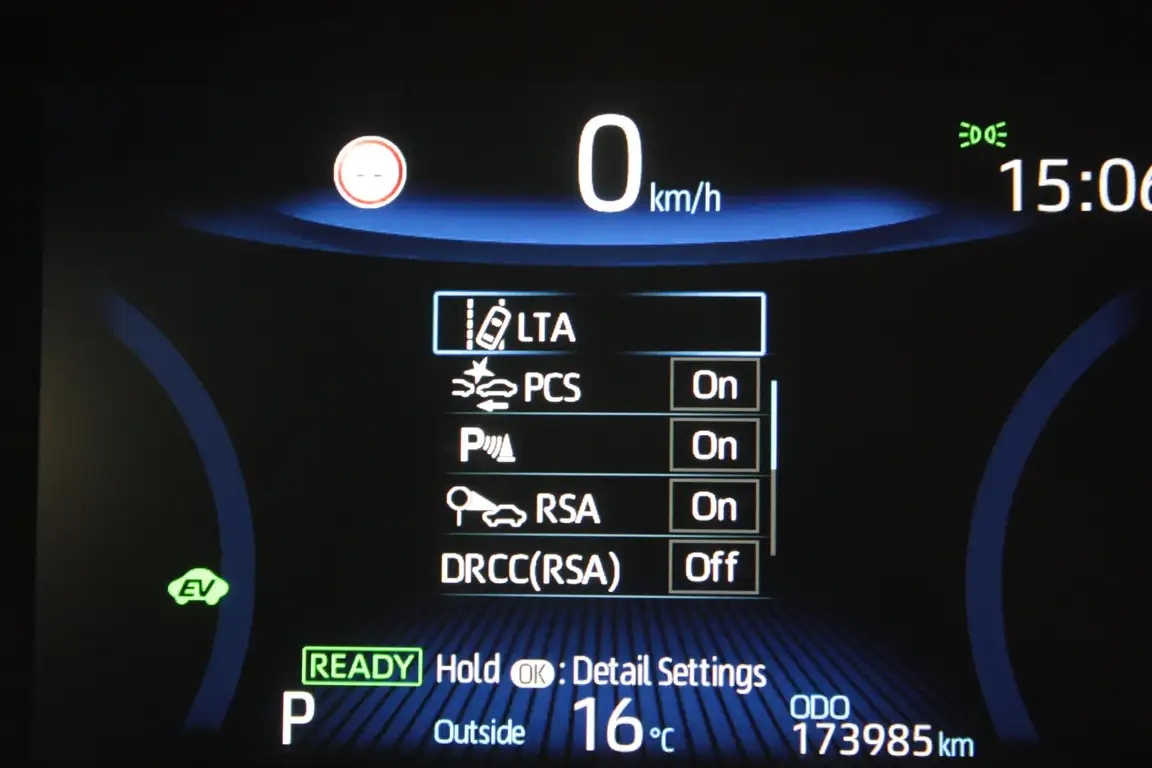 0 km/h
15:06
-- 
LTA
PCS On
P On
RSA On
DRCC(RSA) Off
EV
READY Hold OK : Detail Settings
P Outside 16 °C
ODO
173985 km